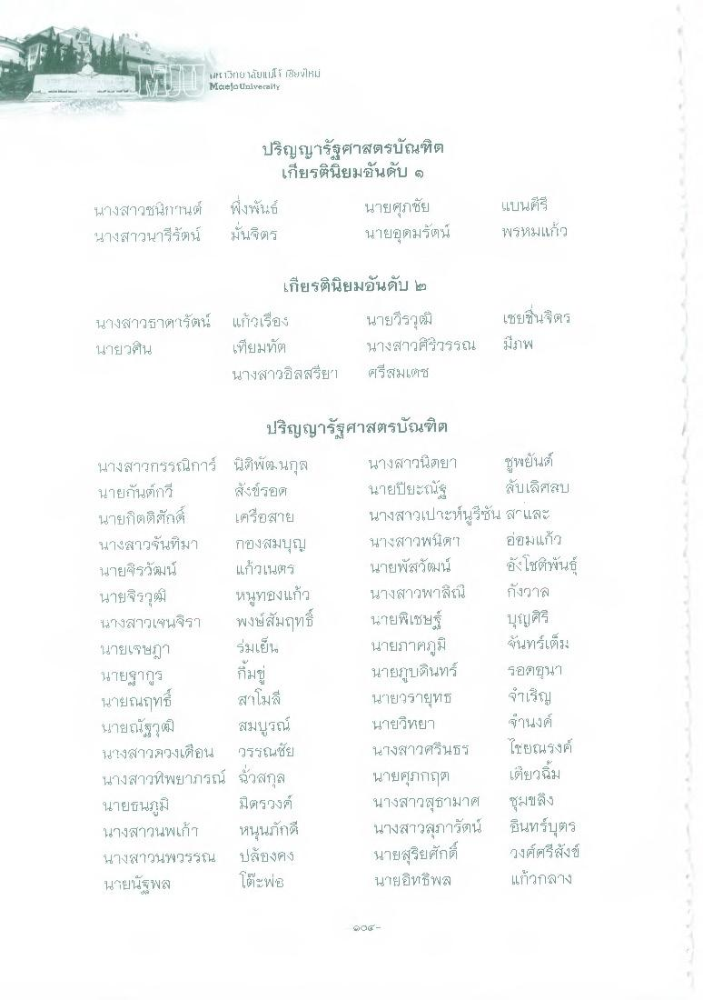 MJU มหาวิทยาลัยแม่โจ้ เชียงใหม่
Maejo University
ปริญญารัฐศาสตรบัณฑิต
เกียรตินิยมอันดับ ๑
นางสาวชนิกานต์ พึ่งพันธ์ นายศุภชัย แบนศิรี
นางสาวนารีรัตน์ มั่นจิตร นายอุดมรัตน์ พรหมแก้ว
เกียรตินิยมอันดับ ๒
นางสาวธาดารัตน์ แก้วเรือง นายวีรวุฒิ เชยชื่นจิตร
นายวศิน เทียมทัด นางสาวศิริวรรณ มีภพ
นางสาวอิสสรียา ศรีสมเดช
ปริญญารัฐศาสตรบัณฑิต
นางสาวกรรณิการ์ นิติพัฒนกุล นางสาวนิตยา ชูพยันต์
นายกันต์กวี สังข์รอด นายปิยะณัฐ ลับเลิศลบ
นายกิตติศักดิ์ เครือสาย นางสาวเปาะห์นูรีซัน สาและ
นางสาวจันทิมา กองสมบุญ นางสาวพนิดา อ่อมแก้ว
นายจิรวัฒน์ แก้วเนตร นายพัสวัฒน์ อังโชติพันธุ์
นายจิรวุฒิ หนูทองแก้ว นางสาวพาลิณี กังวาล
นางสาวเจนจิรา พงษ์สัมฤทธิ์ นายพิเชษฐ์ บุญศิริ
นายเจษฎา ร่มเย็น นายภาคภูมิ จันทร์เต็ม
นายฐากูร กิ้มขู่ นายภูบดินทร์ รอดอุนา
นายณฤทธิ์ สาโมสี นายวรายุทธ จำเริญ
นายณัฐวุฒิ สมบูรณ์ นายวิทยา จำนงค์
นางสาวดวงเดือน วรรณชัย นางสาวศรินธร ไชยณรงค์
นางสาวทิพยาภรณ์ ฉั่วสกุล นายศุภกฤต เดียวฉิ้ม
นายธนภูมิ มิตรวงค์ นางสาวสุธามาศ ชุมขลิง
นางสาวนพเก้า หนุนภักดี นางสาวสุภารัตน์ อินทร์บุตร
นางสาวนพวรรณ ปล้องคง นายสุริยศักดิ์ วงศ์ศรีสังข์
นายนัฐพล โต๊ะพ่อ นายอิทธิพล แก้วกลาง
-๑๐๔-